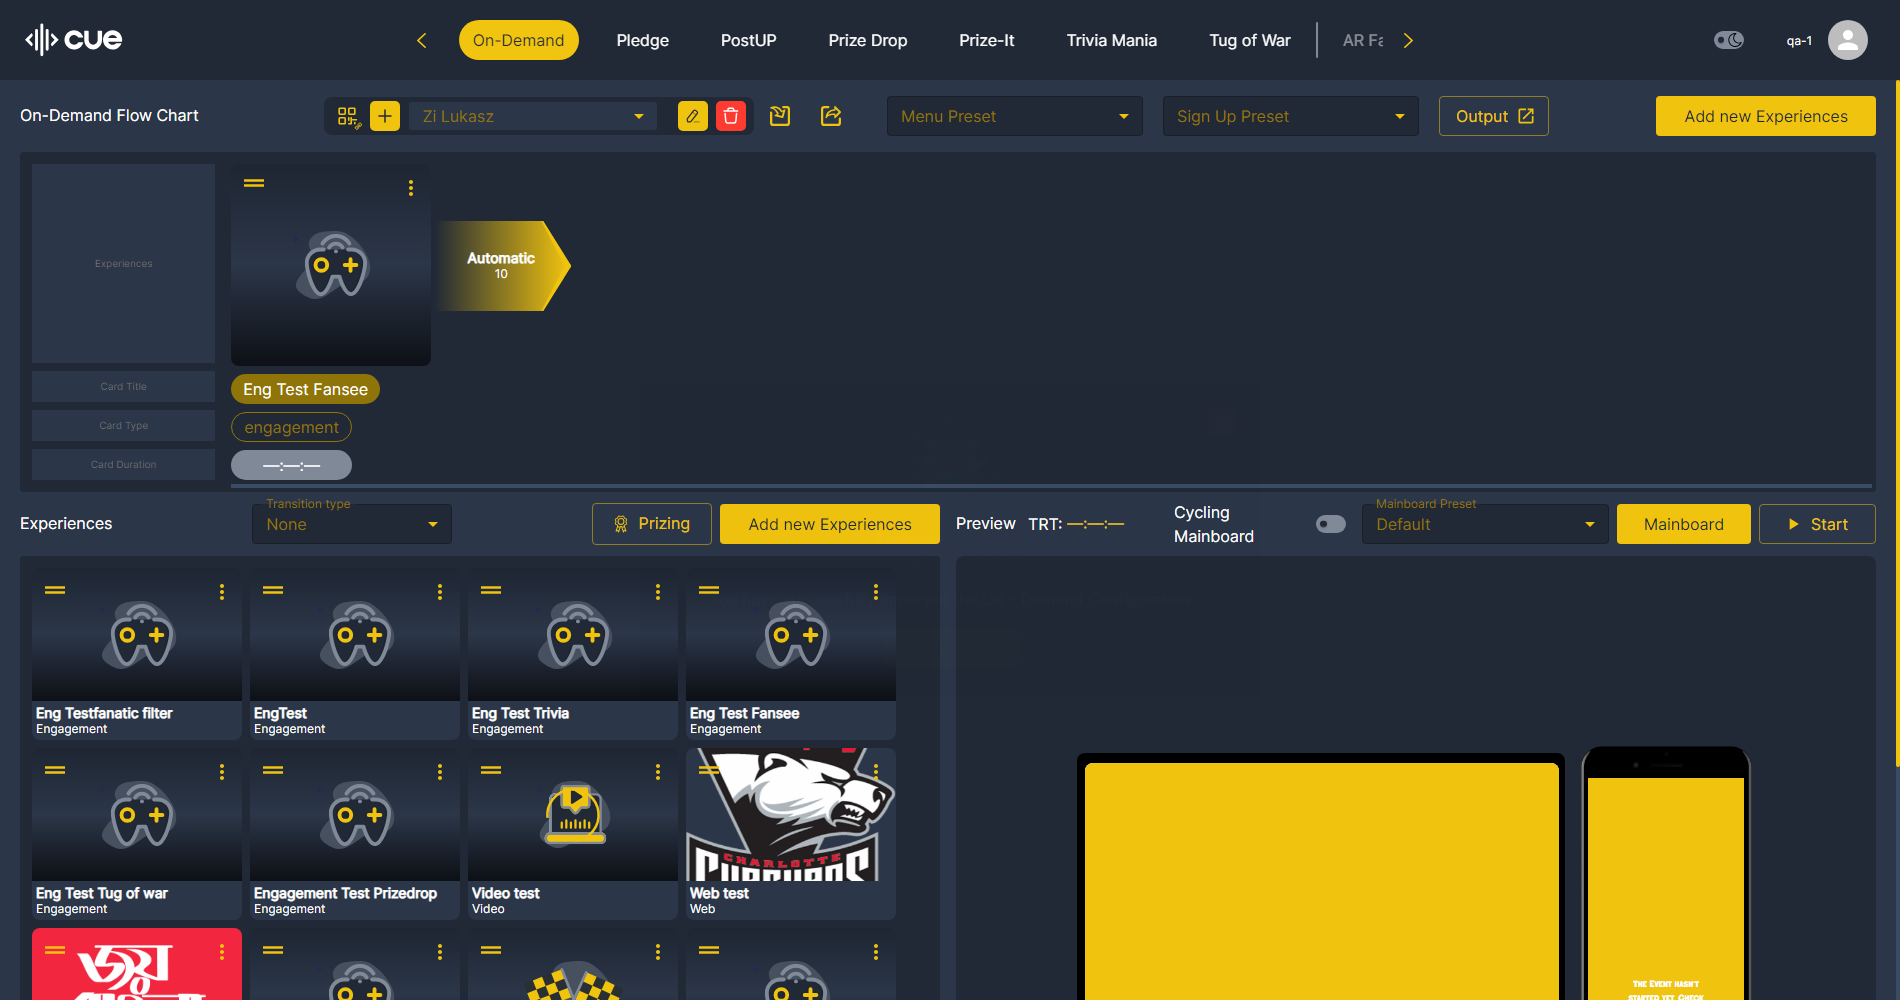 cue
On-Demand
Pledge
PostUP
Prize Drop
Prize-It
Trivia Mania
Tug of War
AR Fa
qa-1
On-Demand Flow Chart
Zi Lukasz
Menu Preset
Sign Up Preset
Output
Add new Experiences
Experiences
Automatic
10
Card Title
Eng Test Fansee
Card Type
engagement
Card Duration
—:—:—
Experiences
Transition type
None
Prizing
Add new Experiences
Preview
TRT: —:—:—
Cycling
Mainboard
Mainboard Preset
Default
Mainboard
Start
Eng Testfanatic filter
Engagement
EngTest
Engagement
Eng Test Trivia
Engagement
Eng Test Fansee
Engagement
CHARLOTTE
Eng Test Tug of war
Engagement
Engagement Test Prizedrop
Engagement
Video test
Video
Web test
Web
জয়
The Event hasn't
started yet. Check